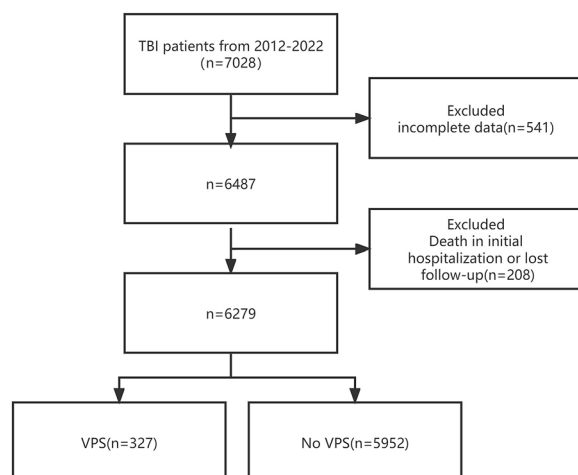 TBI patients from 2012-2022
(n=7028)
Excluded
incomplete data(n=541)
n=6487
Excluded
Death in initial
hospitalization or lost
follow-up(n=208)
n=6279
VPS(n=327)
No VPS(n=5952)